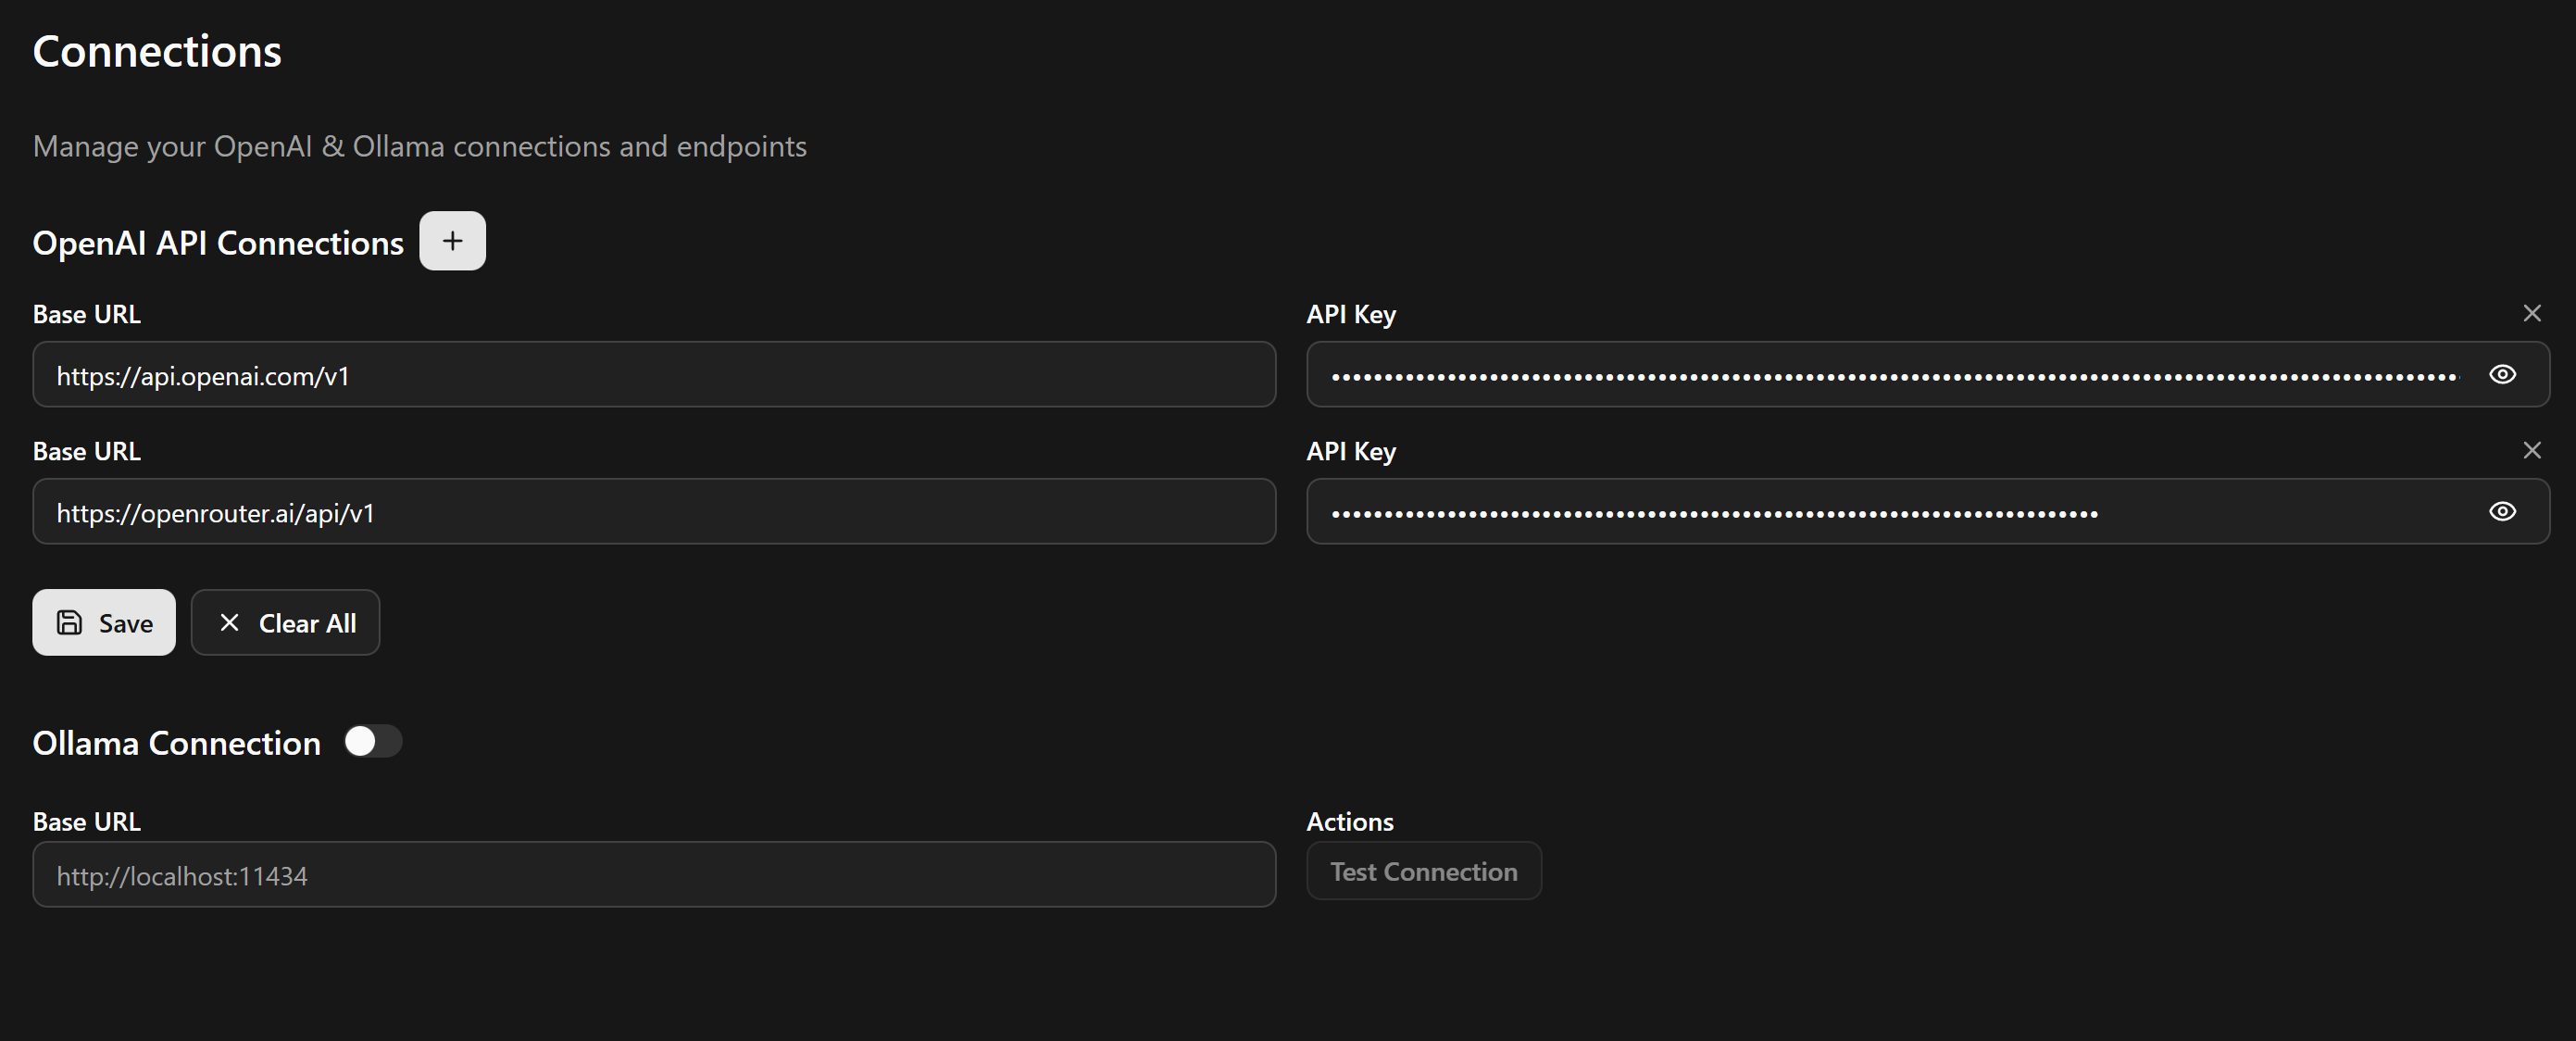 Connections
Manage your OpenAI & Ollama connections and endpoints
OpenAI API Connections
Base URL
API Key
https://api.openai.com/v1
Base URL
API Key
https://openrouter.ai/api/v1
Save
Clear All
Ollama Connection
Base URL
Actions
http://localhost:11434
Test Connection